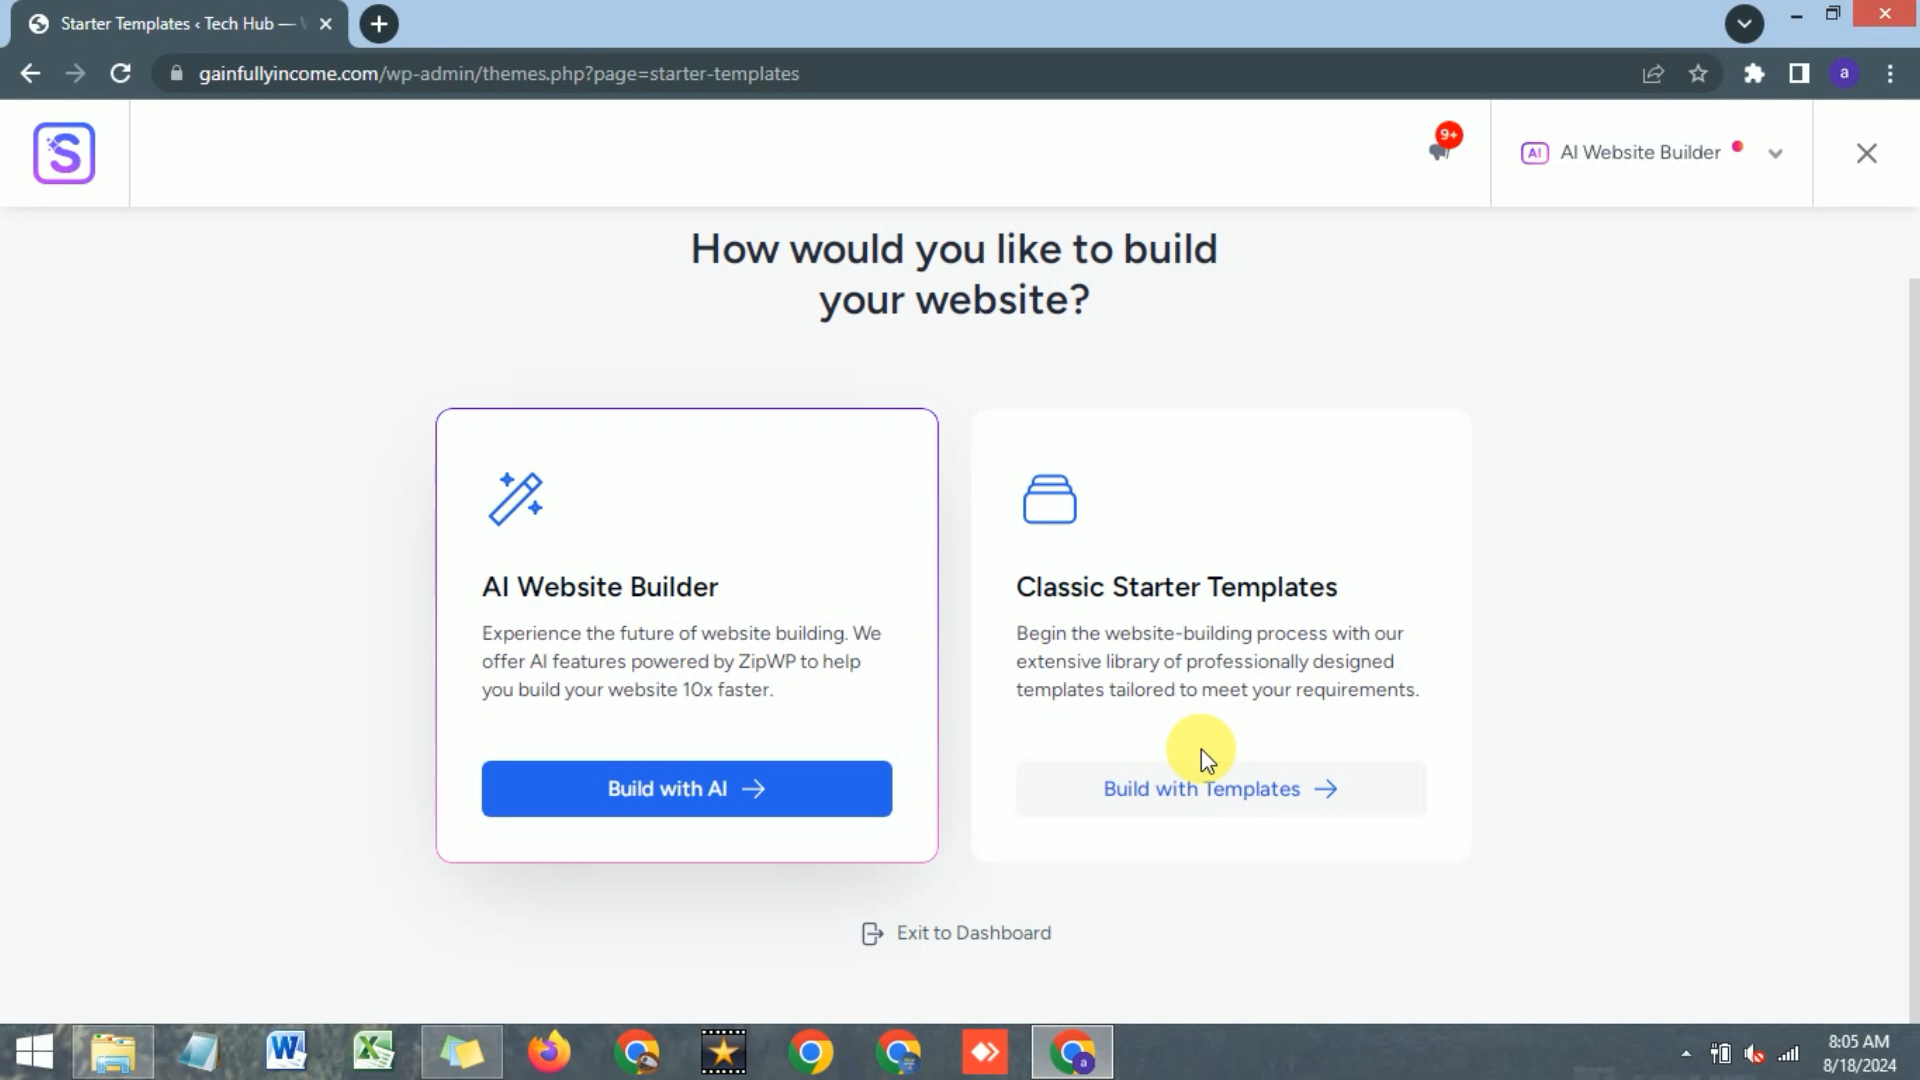 Starter Templates ‹ Tech Hub —
gainfullyincome.com/wp-admin/themes.php?page=starter-templates
a
S
9+
AI
AI Website Builder
How would you like to build
your website?
AI Website Builder
Experience the future of website building. We
offer AI features powered by ZipWP to help
you build your website 10x faster.
Build with AI
Classic Starter Templates
Begin the website-building process with our
extensive library of professionally designed
templates tailored to meet your requirements.
Build with Templates
Exit to Dashboard
8:05 AM
8/18/2024